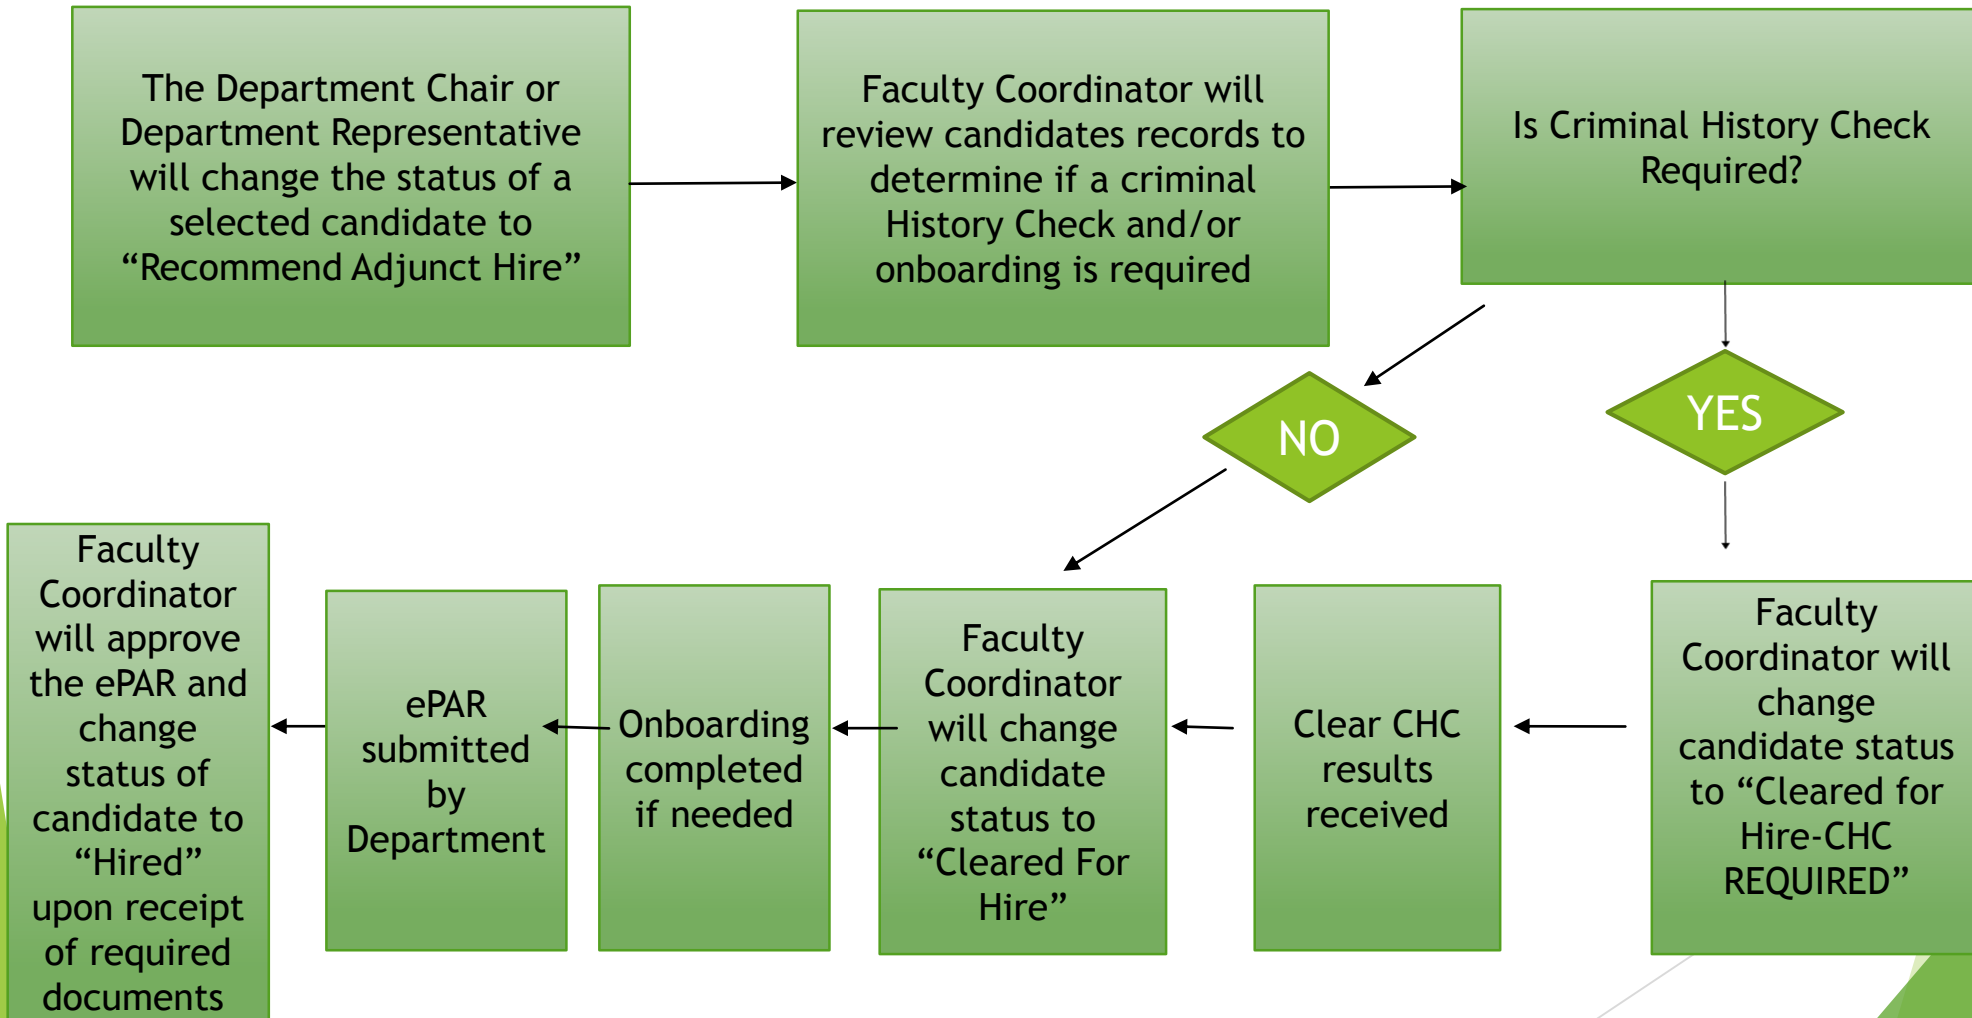 The Department Chair or
Department Representative
will change the status of a
selected candidate to
“Recommend Adjunct Hire”
Faculty Coordinator will
review candidates records to
determine if a criminal
History Check and/or
onboarding is required
Is Criminal History Check
Required?
NO
YES
Faculty
Coordinator will
change
candidate status
to “Cleared for
Hire-CHC
REQUIRED”
Clear CHC
results
received
Faculty
Coordinator
will change
candidate
status to
“Cleared For
Hire”
Onboarding
completed
if needed
ePAR
submitted
by
Department
Faculty
Coordinator
will approve
the ePAR and
change
status of
candidate to
“Hired”
upon receipt
of required
documents